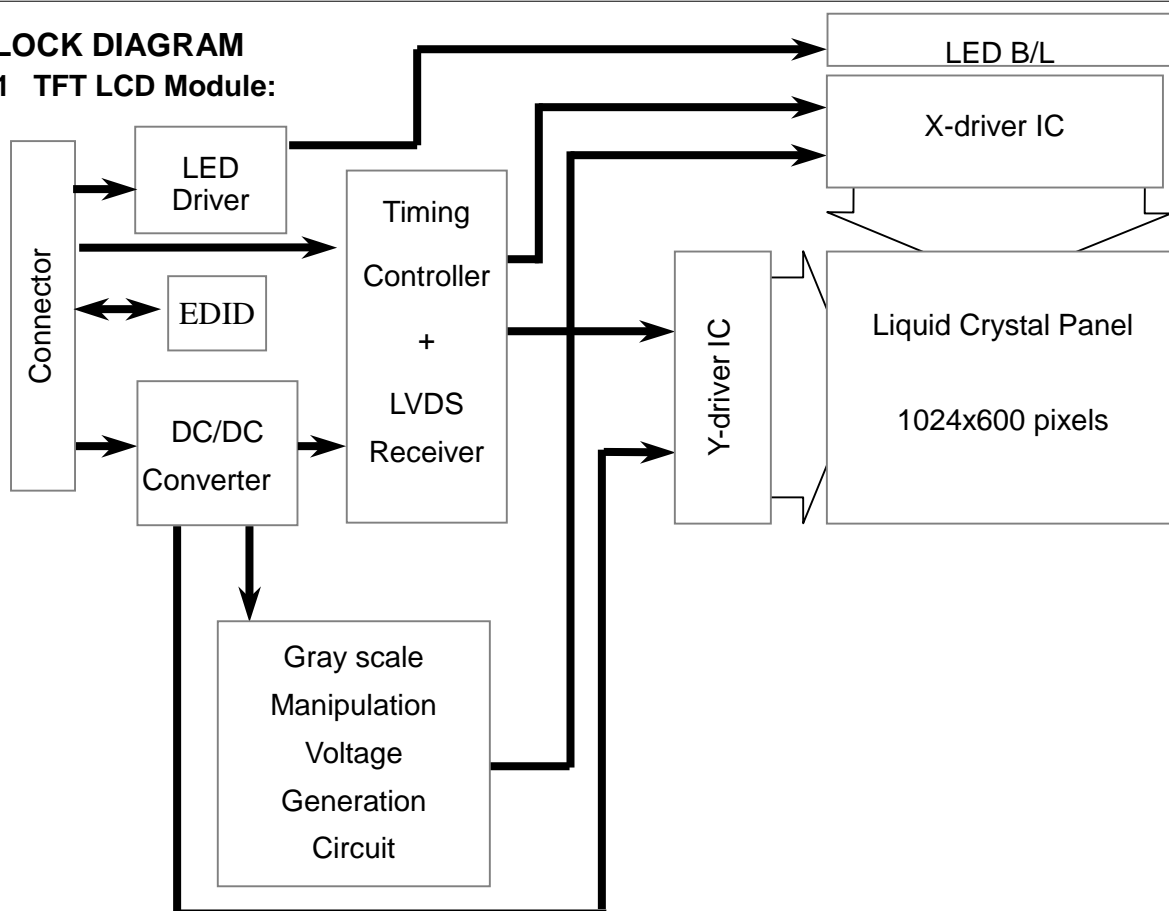 LOCK DIAGRAM
1 TFT LCD Module:
LED B/L
X-driver IC
LED
Driver
Timing
Controller
+
LVDS
Receiver
Connector
EDID
DC/DC
Converter
Y-driver IC
Liquid Crystal Panel
1024x600 pixels
Gray scale
Manipulation
Voltage
Generation
Circuit